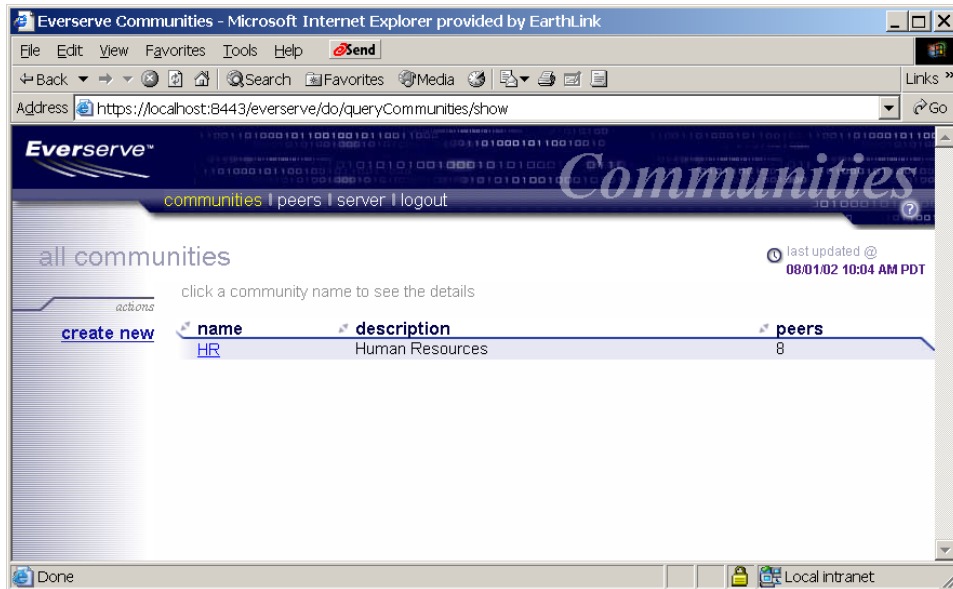 Everserve Communities - Microsoft Internet Explorer provided by EarthLink
File Edit View Favorites Tools Help Send
Back Search Favorites Media Links »
Address https://localhost:8443/everserve/do/queryCommunities/show Go
Everserve™
Communities
communities | peers | server | logout
?
all communities
last updated @
08/01/02 10:04 AM PDT
click a community name to see the details
actions
create new
name description peers
HR Human Resources 8
Done Local intranet